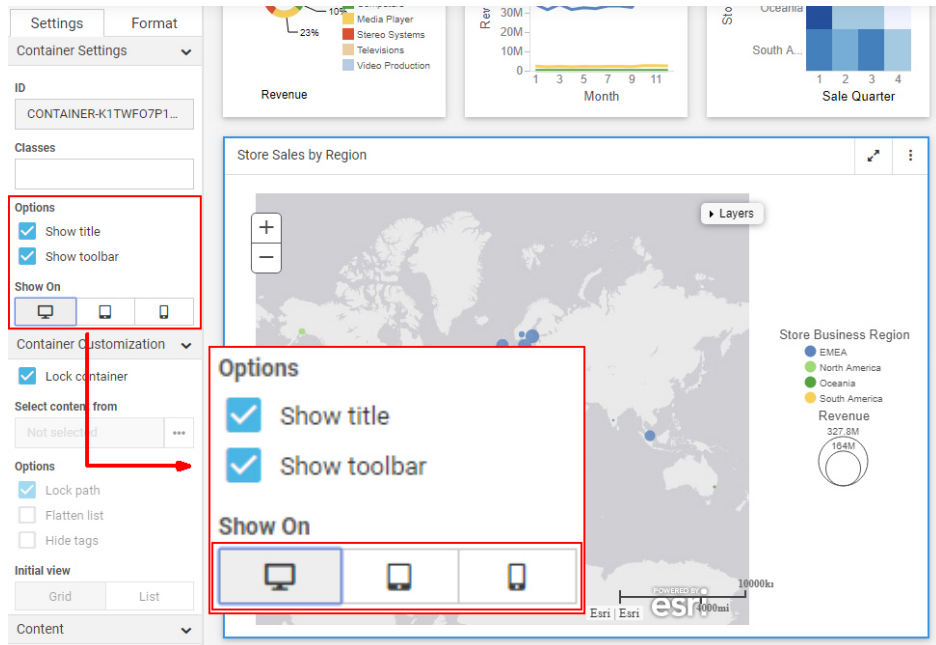 Settings
Format
Container Settings
ID
CONTAINER-K1TWFO7P1...
Classes
Options
Show title
Show toolbar
Show On
Container Customization
Lock container
Select content from
Not selected
Options
Lock path
Flatten list
Hide tags
Initial view
Grid
List
Content
10%
23%
Media Player
Stereo Systems
Televisions
Video Production
Revenue
30M
20M
10M
0
1 3 5 7 9 11
Month
Oceania
South A...
1 2 3 4
Sale Quarter
Store Sales by Region
+
−
Layers
Store Business Region
EMEA
North America
Oceania
South America
Revenue
327.8M
164M
Options
Show title
Show toolbar
Show On
POWERED BY
esri
Esri | Esri
4000mi